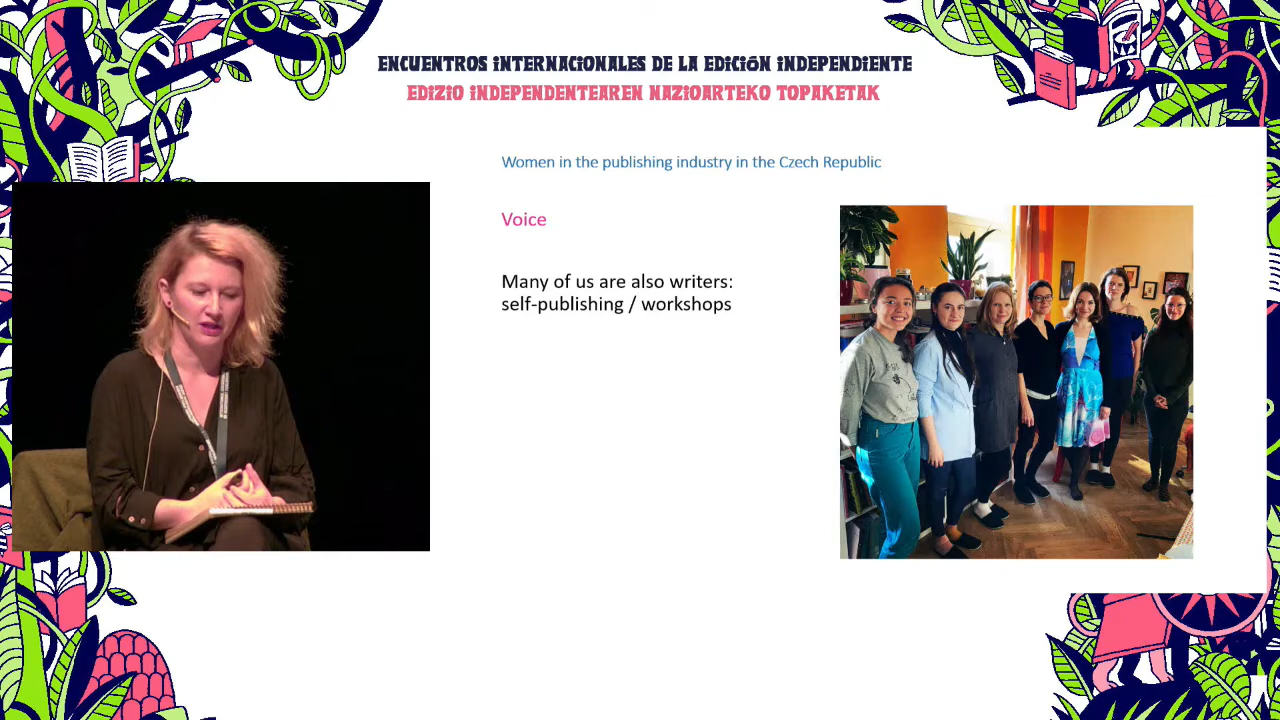 ENCUENTROS INTERNACIONALES DE LA EDICIÓN INDEPENDIENTE
EDIZIO INDEPENDENTEAREN NAZIOARTEKO TOPAKETAK
Women in the publishing industry in the Czech Republic
Voice
Many of us are also writers:
self-publishing / workshops